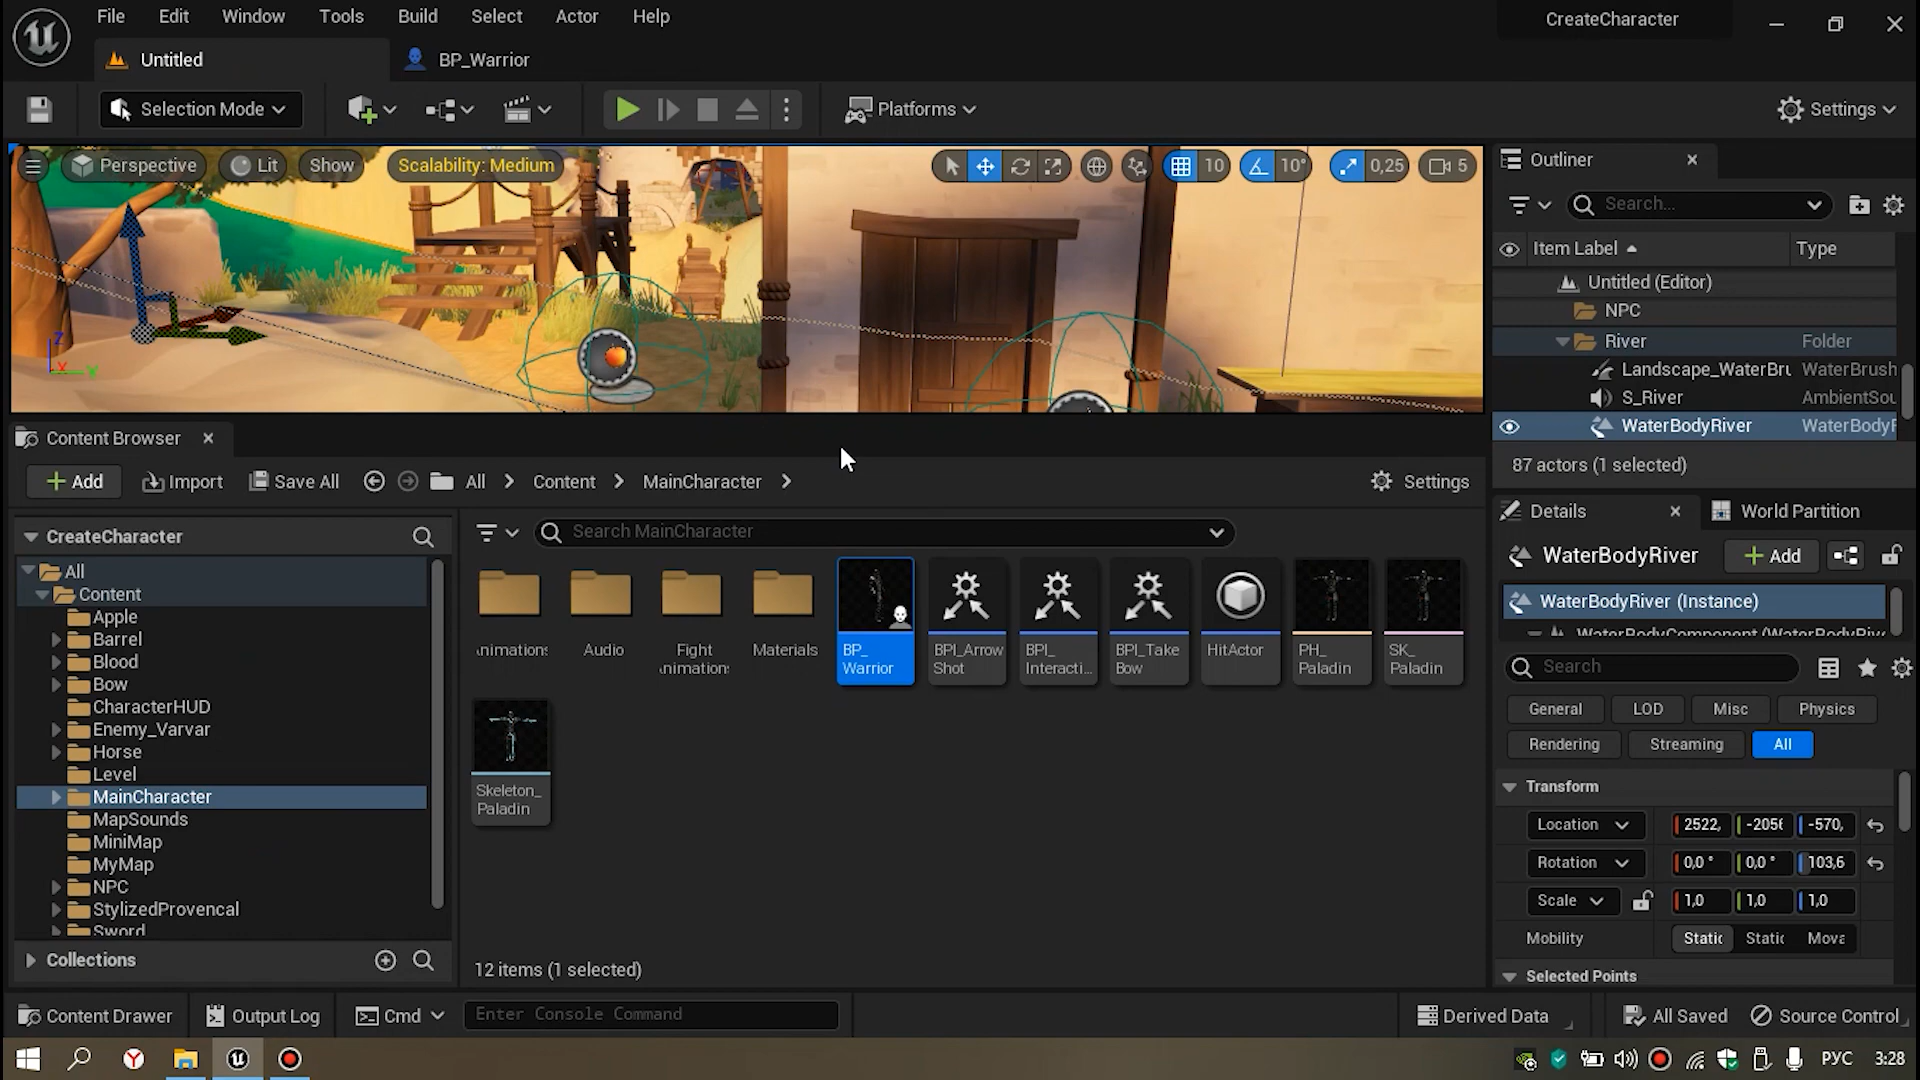 File Edit Window Tools Build Select Actor Help
CreateCharacter
Untitled
BP_Warrior
Selection Mode
Platforms
Settings
Perspective
Lit
Show
Scalability: Medium
10
10°
0,25
5
Outliner
Search...
Item Label
Type
Untitled (Editor)
NPC
River
Folder
Landscape_WaterBru
WaterBrush
S_River
AmbientSou
WaterBodyRiver
WaterBodyR
87 actors (1 selected)
Content Browser
Add
Import
Save All
All
Content
MainCharacter
Settings
CreateCharacter
Search MainCharacter
All
Content
Apple
Barrel
Blood
Bow
CharacterHUD
Enemy_Varvar
Horse
Level
MainCharacter
MapSounds
MiniMap
MyMap
NPC
StylizedProvencal
Sword
Collections
Animations
Audio
Fight
Animations
Materials
BP_
Warrior
BPI_Arrow
Shot
BPI_
Interacti...
BPI_Take
Bow
HitActor
PH_
Paladin
SK_
Paladin
Skeleton_
Paladin
12 items (1 selected)
Details
World Partition
WaterBodyRiver
Add
WaterBodyRiver (Instance)
WaterBodyComponent (WaterBodyRive
Search
General
LOD
Misc
Physics
Rendering
Streaming
All
Transform
Location
2522,
-2056
-570,
Rotation
0,0 °
0,0 °
103,6
Scale
1,0
1,0
1,0
Mobility
Static
Static
Mova
Selected Points
Content Drawer
Output Log
Cmd
Enter Console Command
Derived Data
All Saved
Source Control
РУС
3:28